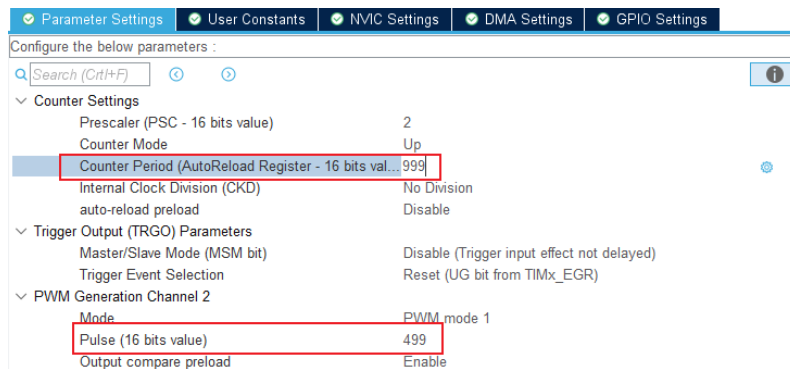 Parameter Settings User Constants NVIC Settings DMA Settings GPIO Settings
Configure the below parameters :
Search (Crtl+F)
Counter Settings
Prescaler (PSC - 16 bits value) 2
Counter Mode Up
Counter Period (AutoReload Register - 16 bits val... 999
Internal Clock Division (CKD) No Division
auto-reload preload Disable
Trigger Output (TRGO) Parameters
Master/Slave Mode (MSM bit) Disable (Trigger input effect not delayed)
Trigger Event Selection Reset (UG bit from TIMx_EGR)
PWM Generation Channel 2
Mode PWM mode 1
Pulse (16 bits value) 499
Output compare preload Enable